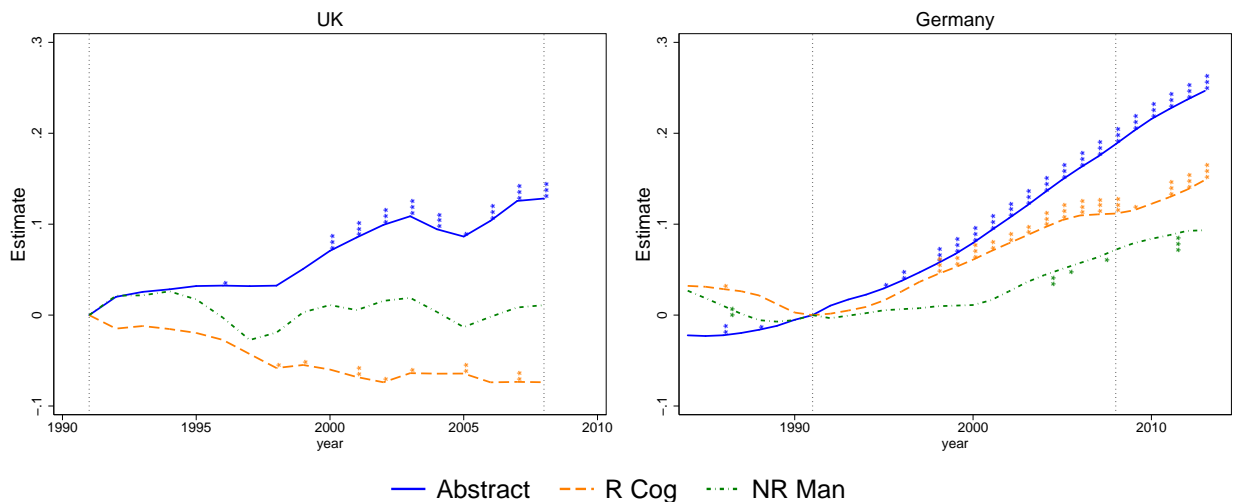 UK
Estimate
.3
.2
.1
0
-.1
1990 1995 2000 2005 2010
year
Germany
Estimate
.3
.2
.1
0
-.1
1990 2000 2010
year
Abstract R Cog NR Man